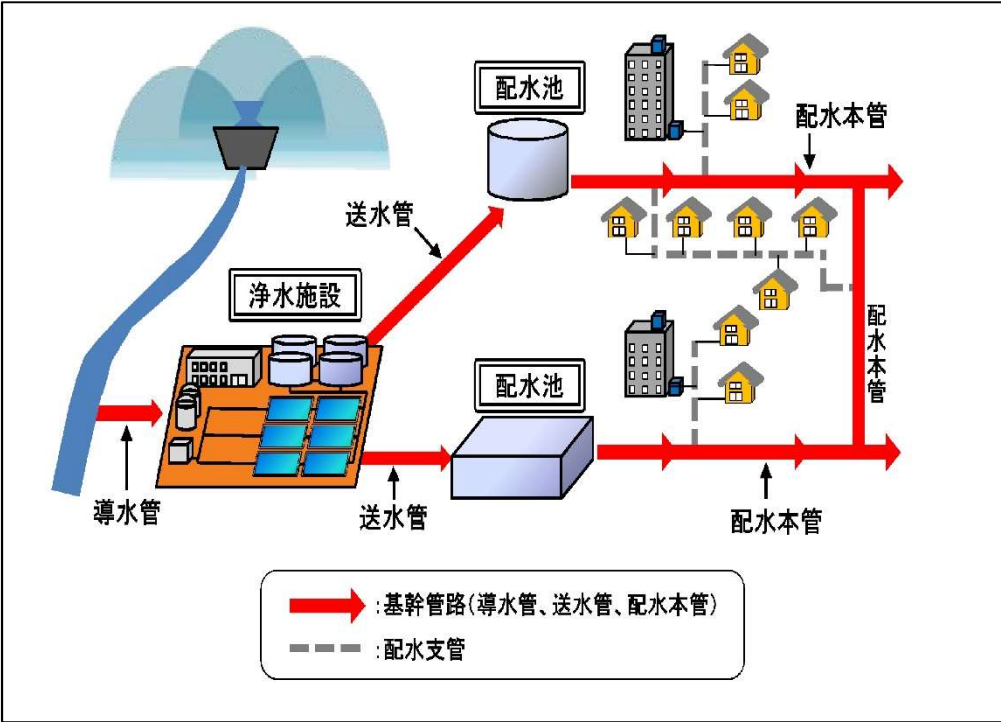 配水池
配水本管
送水管
浄水施設
配水本管
配水池
導水管
送水管
配水本管
:基幹管路(導水管、送水管、配水本管)
:配水支管